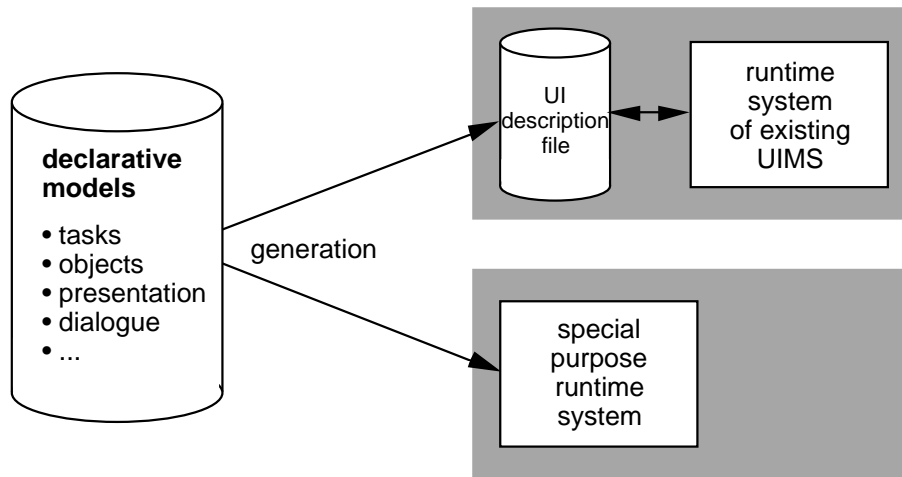 declarative
models
• tasks
• objects
• presentation
• dialogue
• ...
generation
UI
description
file
runtime
system
of existing
UIMS
special
purpose
runtime
system